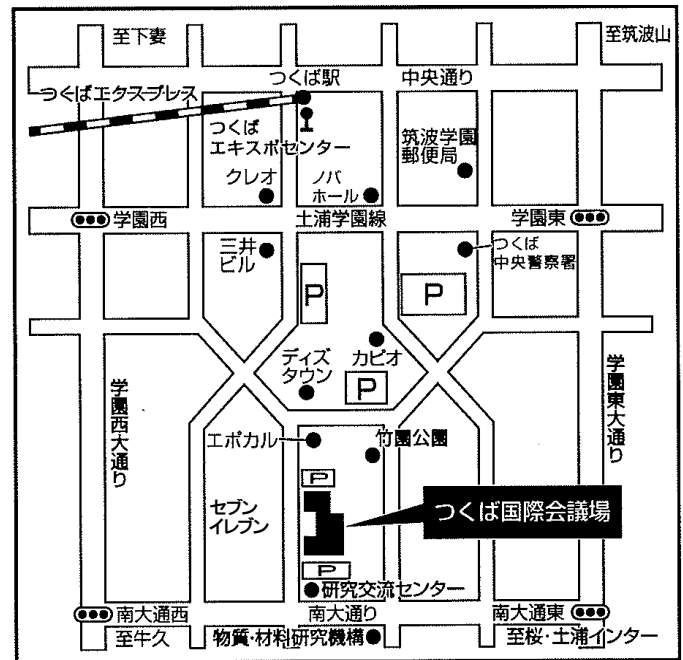 至下妻
至筑波山
つくば駅
中央通り
つくばエクスプレス
つくば
エキスポセンター
筑波学園
郵便局
クレオ
ノバ
ホール
学園西
土浦学園線
学園東
三井
ビル
つくば
中央警察署
P
P
ディズ
タウン
カピオ
P
学園西大通り
学園東大通り
エポカル
竹園公園
P
セブン
イレブン
つくば国際会議場
P
研究交流センター
南大通西
南大通り
南大通東
至牛久
物質・材料研究機構
至桜・土浦インター